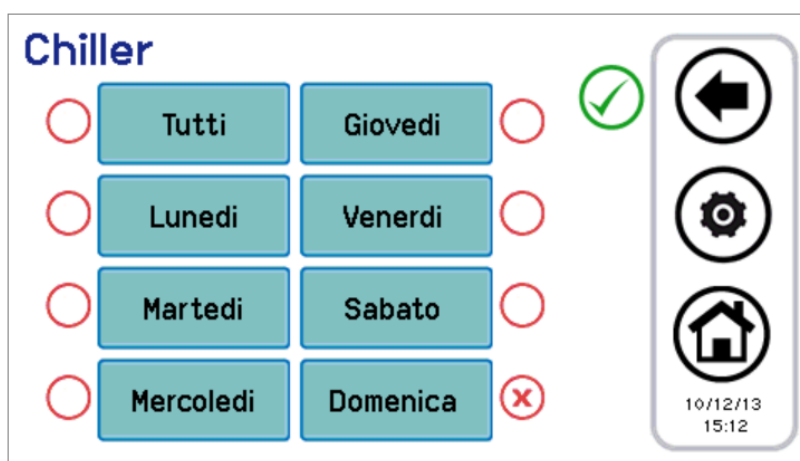 Chiller
Tutti
Giovedi
Lunedi
Venerdi
Martedi
Sabato
Mercoledi
Domenica
10/12/13
15:12